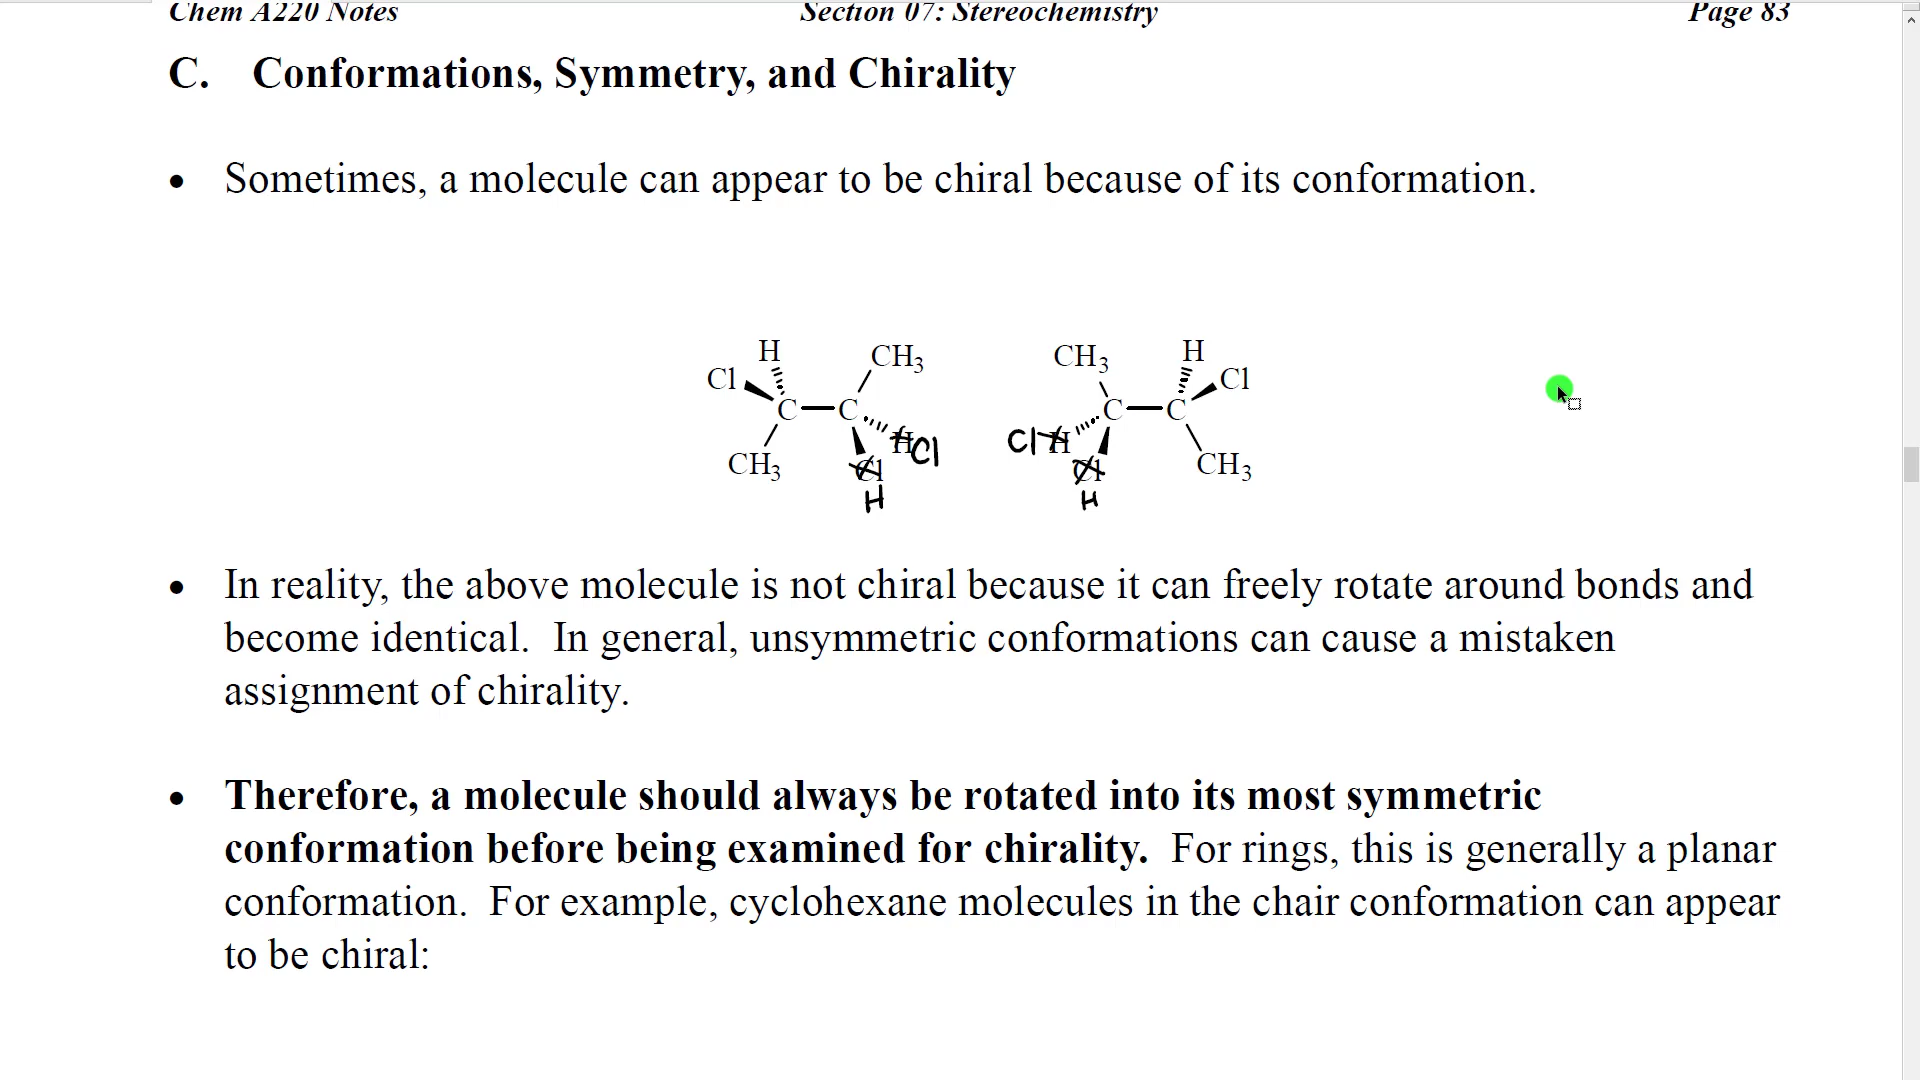 Chem A220 Notes Section 07: Stereochemistry Page 83
C. Conformations, Symmetry, and Chirality
• Sometimes, a molecule can appear to be chiral because of its conformation.
H CH3 CH3 H
Cl Cl
C C C C
H Cl Cl H
CH3 Cl Cl CH3
H H
• In reality, the above molecule is not chiral because it can freely rotate around bonds and
become identical. In general, unsymmetric conformations can cause a mistaken
assignment of chirality.
• Therefore, a molecule should always be rotated into its most symmetric
conformation before being examined for chirality. For rings, this is generally a planar
conformation. For example, cyclohexane molecules in the chair conformation can appear
to be chiral: